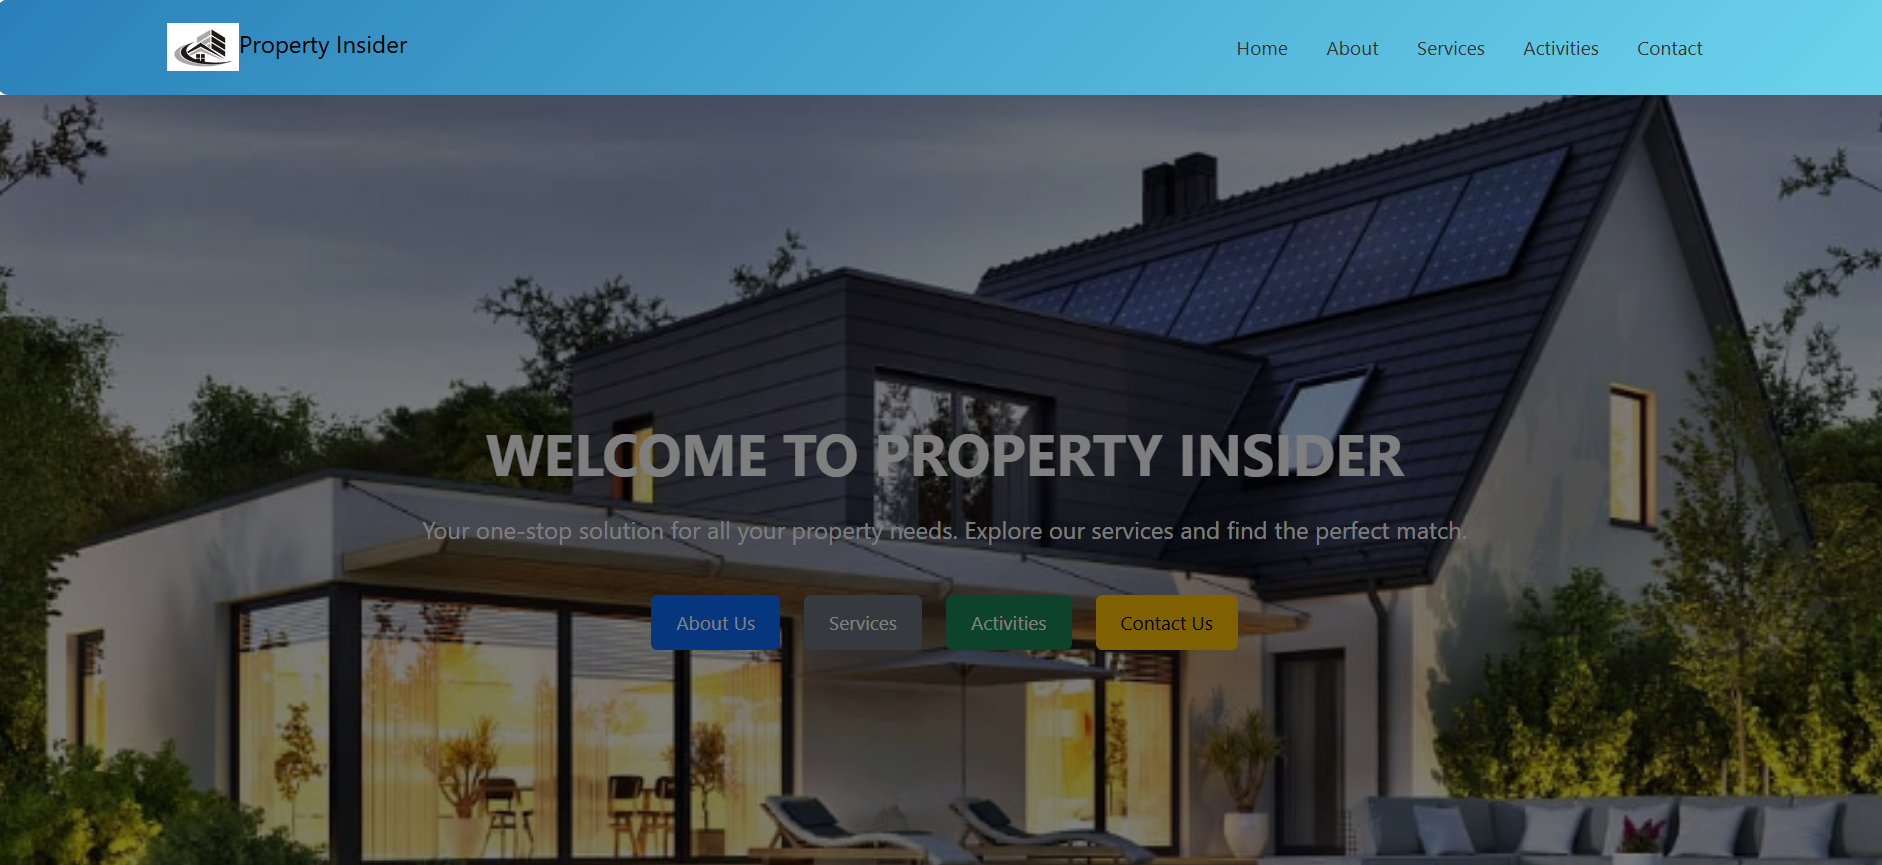 Property Insider
Home About Services Activities Contact
WELCOME TO PROPERTY INSIDER
Your one-stop solution for all your property needs. Explore our services and find the perfect match.
About Us Services Activities Contact Us